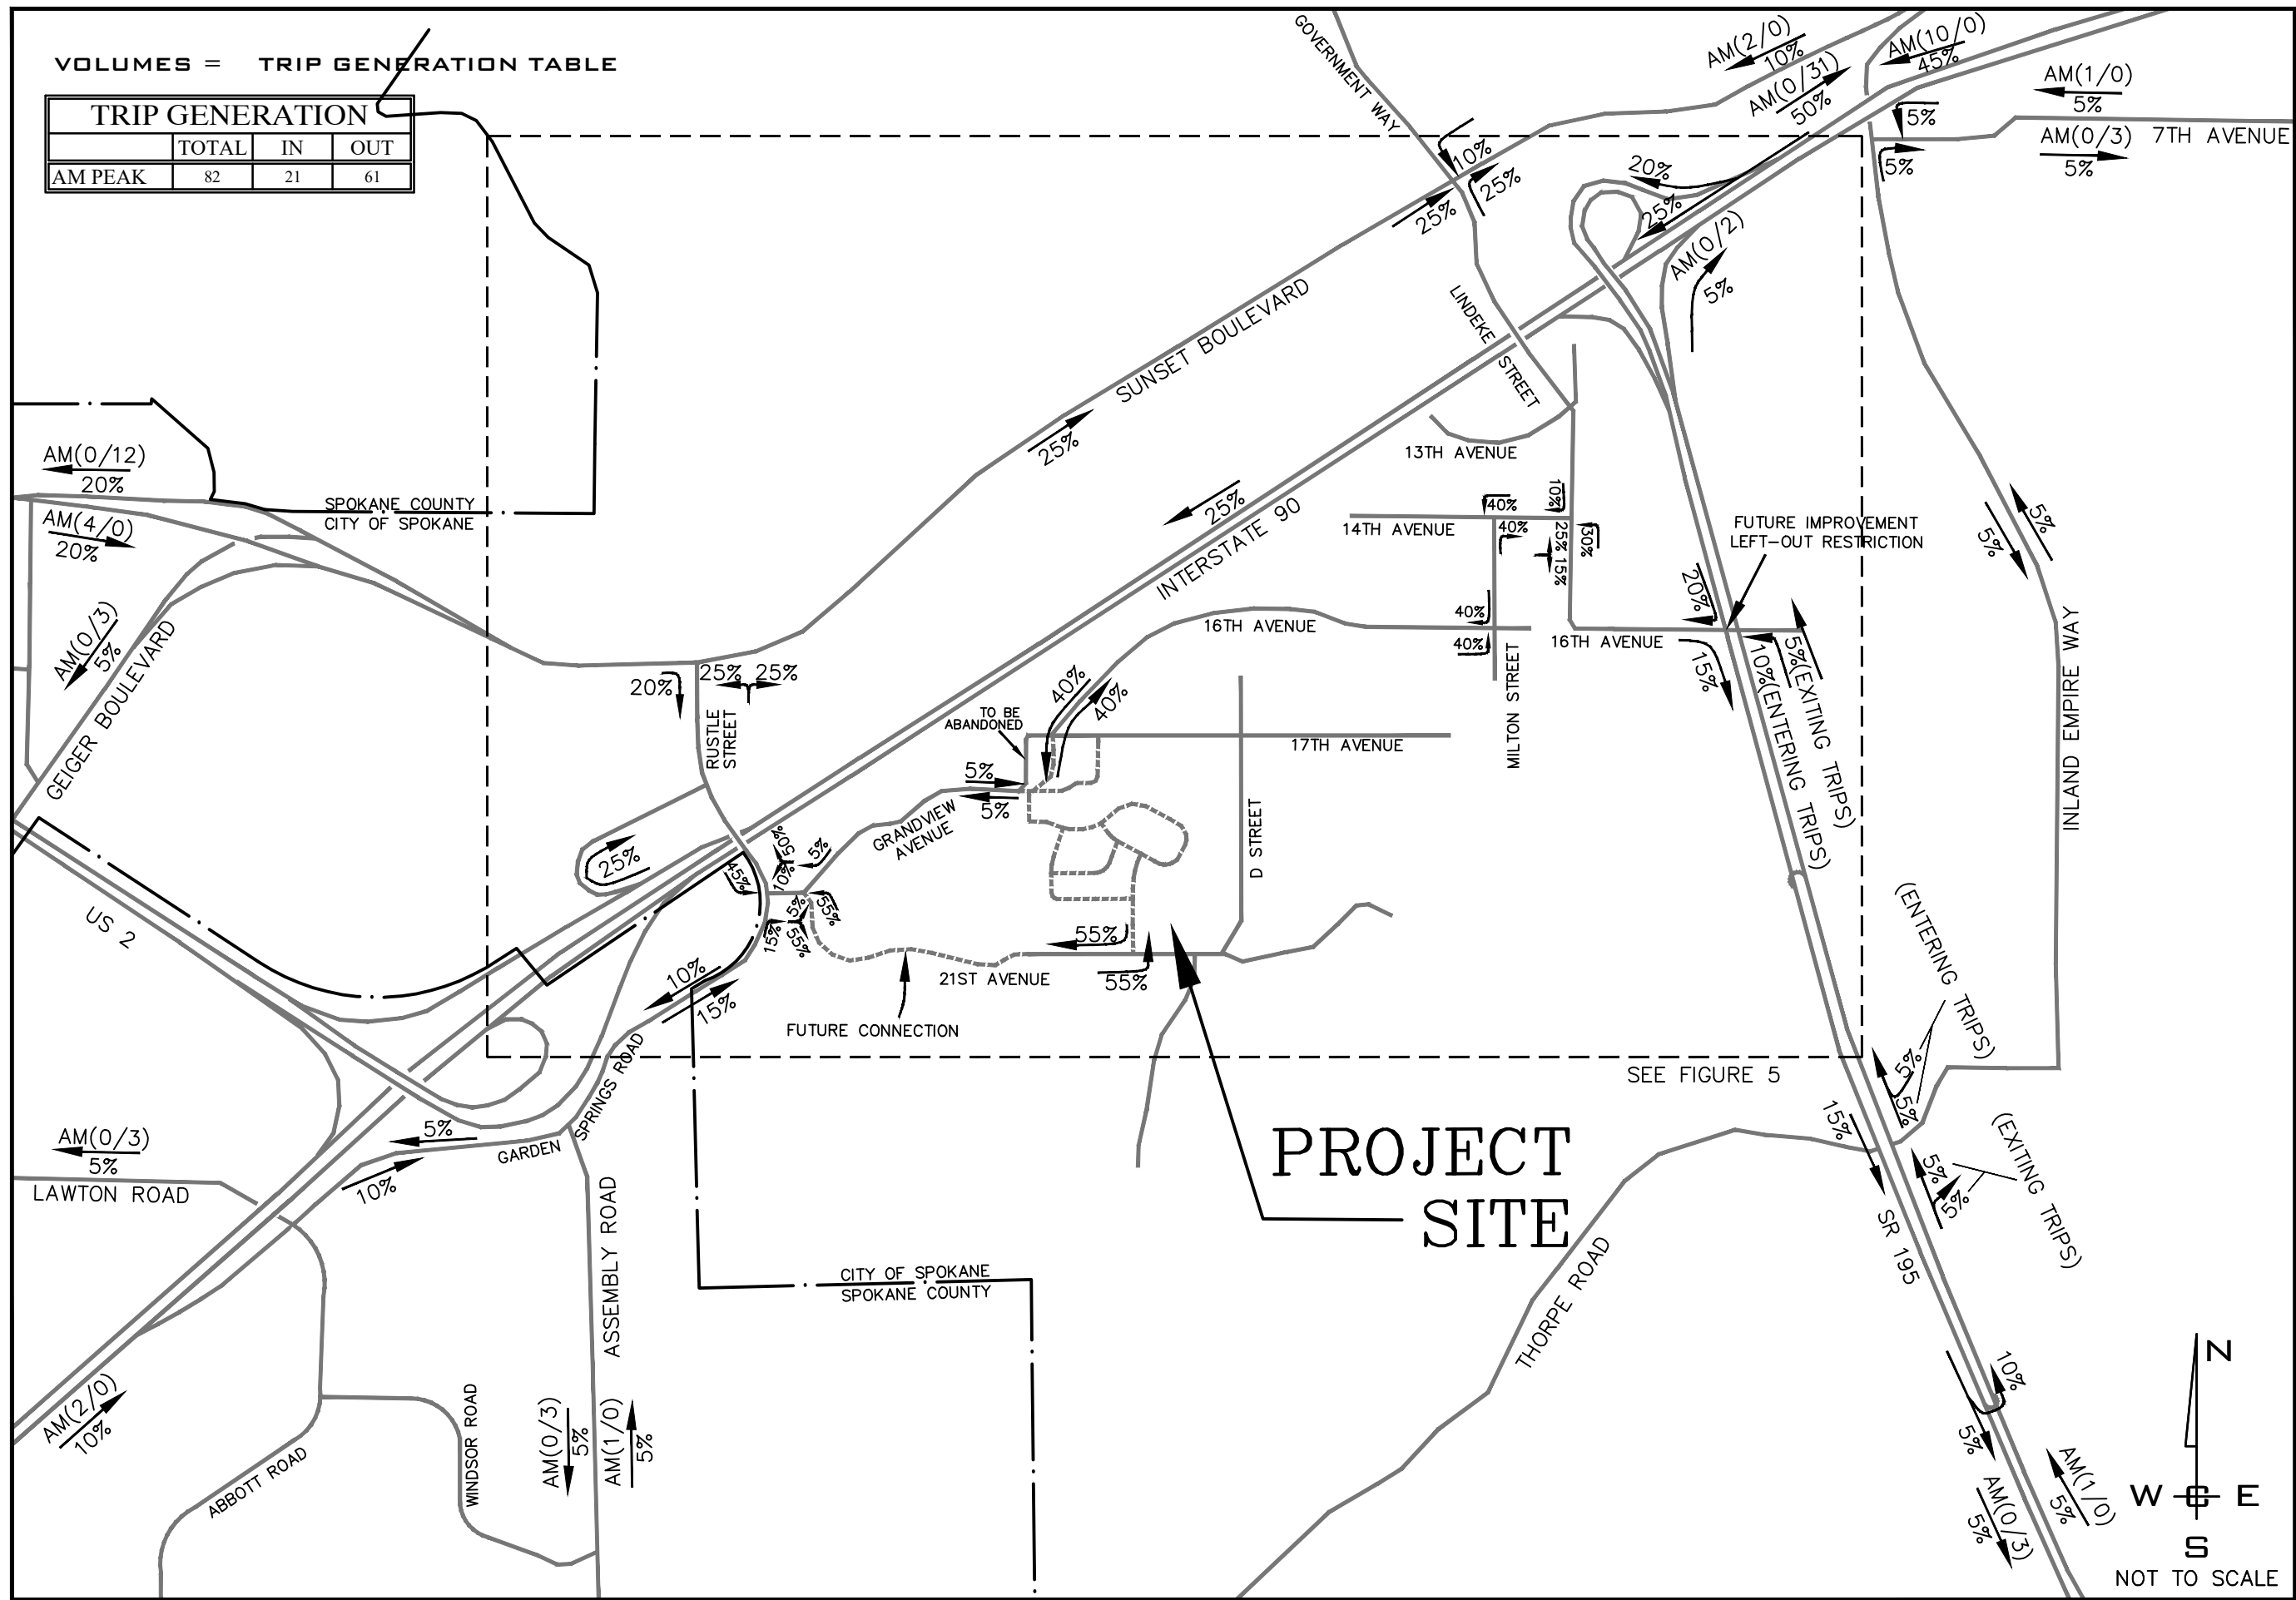 VOLUMES = TRIP GENERATION TABLE
TRIP GENERATION
TOTAL IN OUT
AM PEAK 82 21 61
GOVERNMENT WAY
AM(2/0)
10%
AM(10/0)
45%
AM(0/31)
50%
AM(1/0)
5%
5%
AM(0/3) 7TH AVENUE
5%
5%
10%
25%
25%
20%
25%
AM(0/2)
5%
SUNSET BOULEVARD
25%
LINDEKE STREET
13TH AVENUE
25%
INTERSTATE 90
AM(0/12)
20%
AM(4/0)
20%
SPOKANE COUNTY
CITY OF SPOKANE
40%
10%
14TH AVENUE
40%
25% 15%
30%
FUTURE IMPROVEMENT
LEFT-OUT RESTRICTION
5%
5%
20%
40%
40%
16TH AVENUE
16TH AVENUE
15%
10%(ENTERING TRIPS)
5%(EXITING TRIPS)
INLAND EMPIRE WAY
AM(0/3)
5%
GEIGER BOULEVARD
20%
25% 25%
RUSTLE
STREET
40%
40%
TO BE
ABANDONED
17TH AVENUE
MILTON STREET
5%
5%
GRANDVIEW
AVENUE
D STREET
25%
45%
50%
10%
5%
5%
55%
15%
55%
US 2
10%
15%
55%
21ST AVENUE
55%
FUTURE CONNECTION
SEE FIGURE 5
(ENTERING TRIPS)
5%
5%
15%
(EXITING TRIPS)
5%
5%
GARDEN SPRINGS ROAD
5%
10%
AM(0/3)
5%
LAWTON ROAD
PROJECT
SITE
ASSEMBLY ROAD
CITY OF SPOKANE
SPOKANE COUNTY
THORPE ROAD
SR 195
AM(2/0)
10%
ABBOTT ROAD
WINDSOR ROAD
AM(0/3)
5%
AM(1/0)
5%
10%
5%
AM(0/3)
5%
AM(1/0)
5%
N
W E
S
NOT TO SCALE